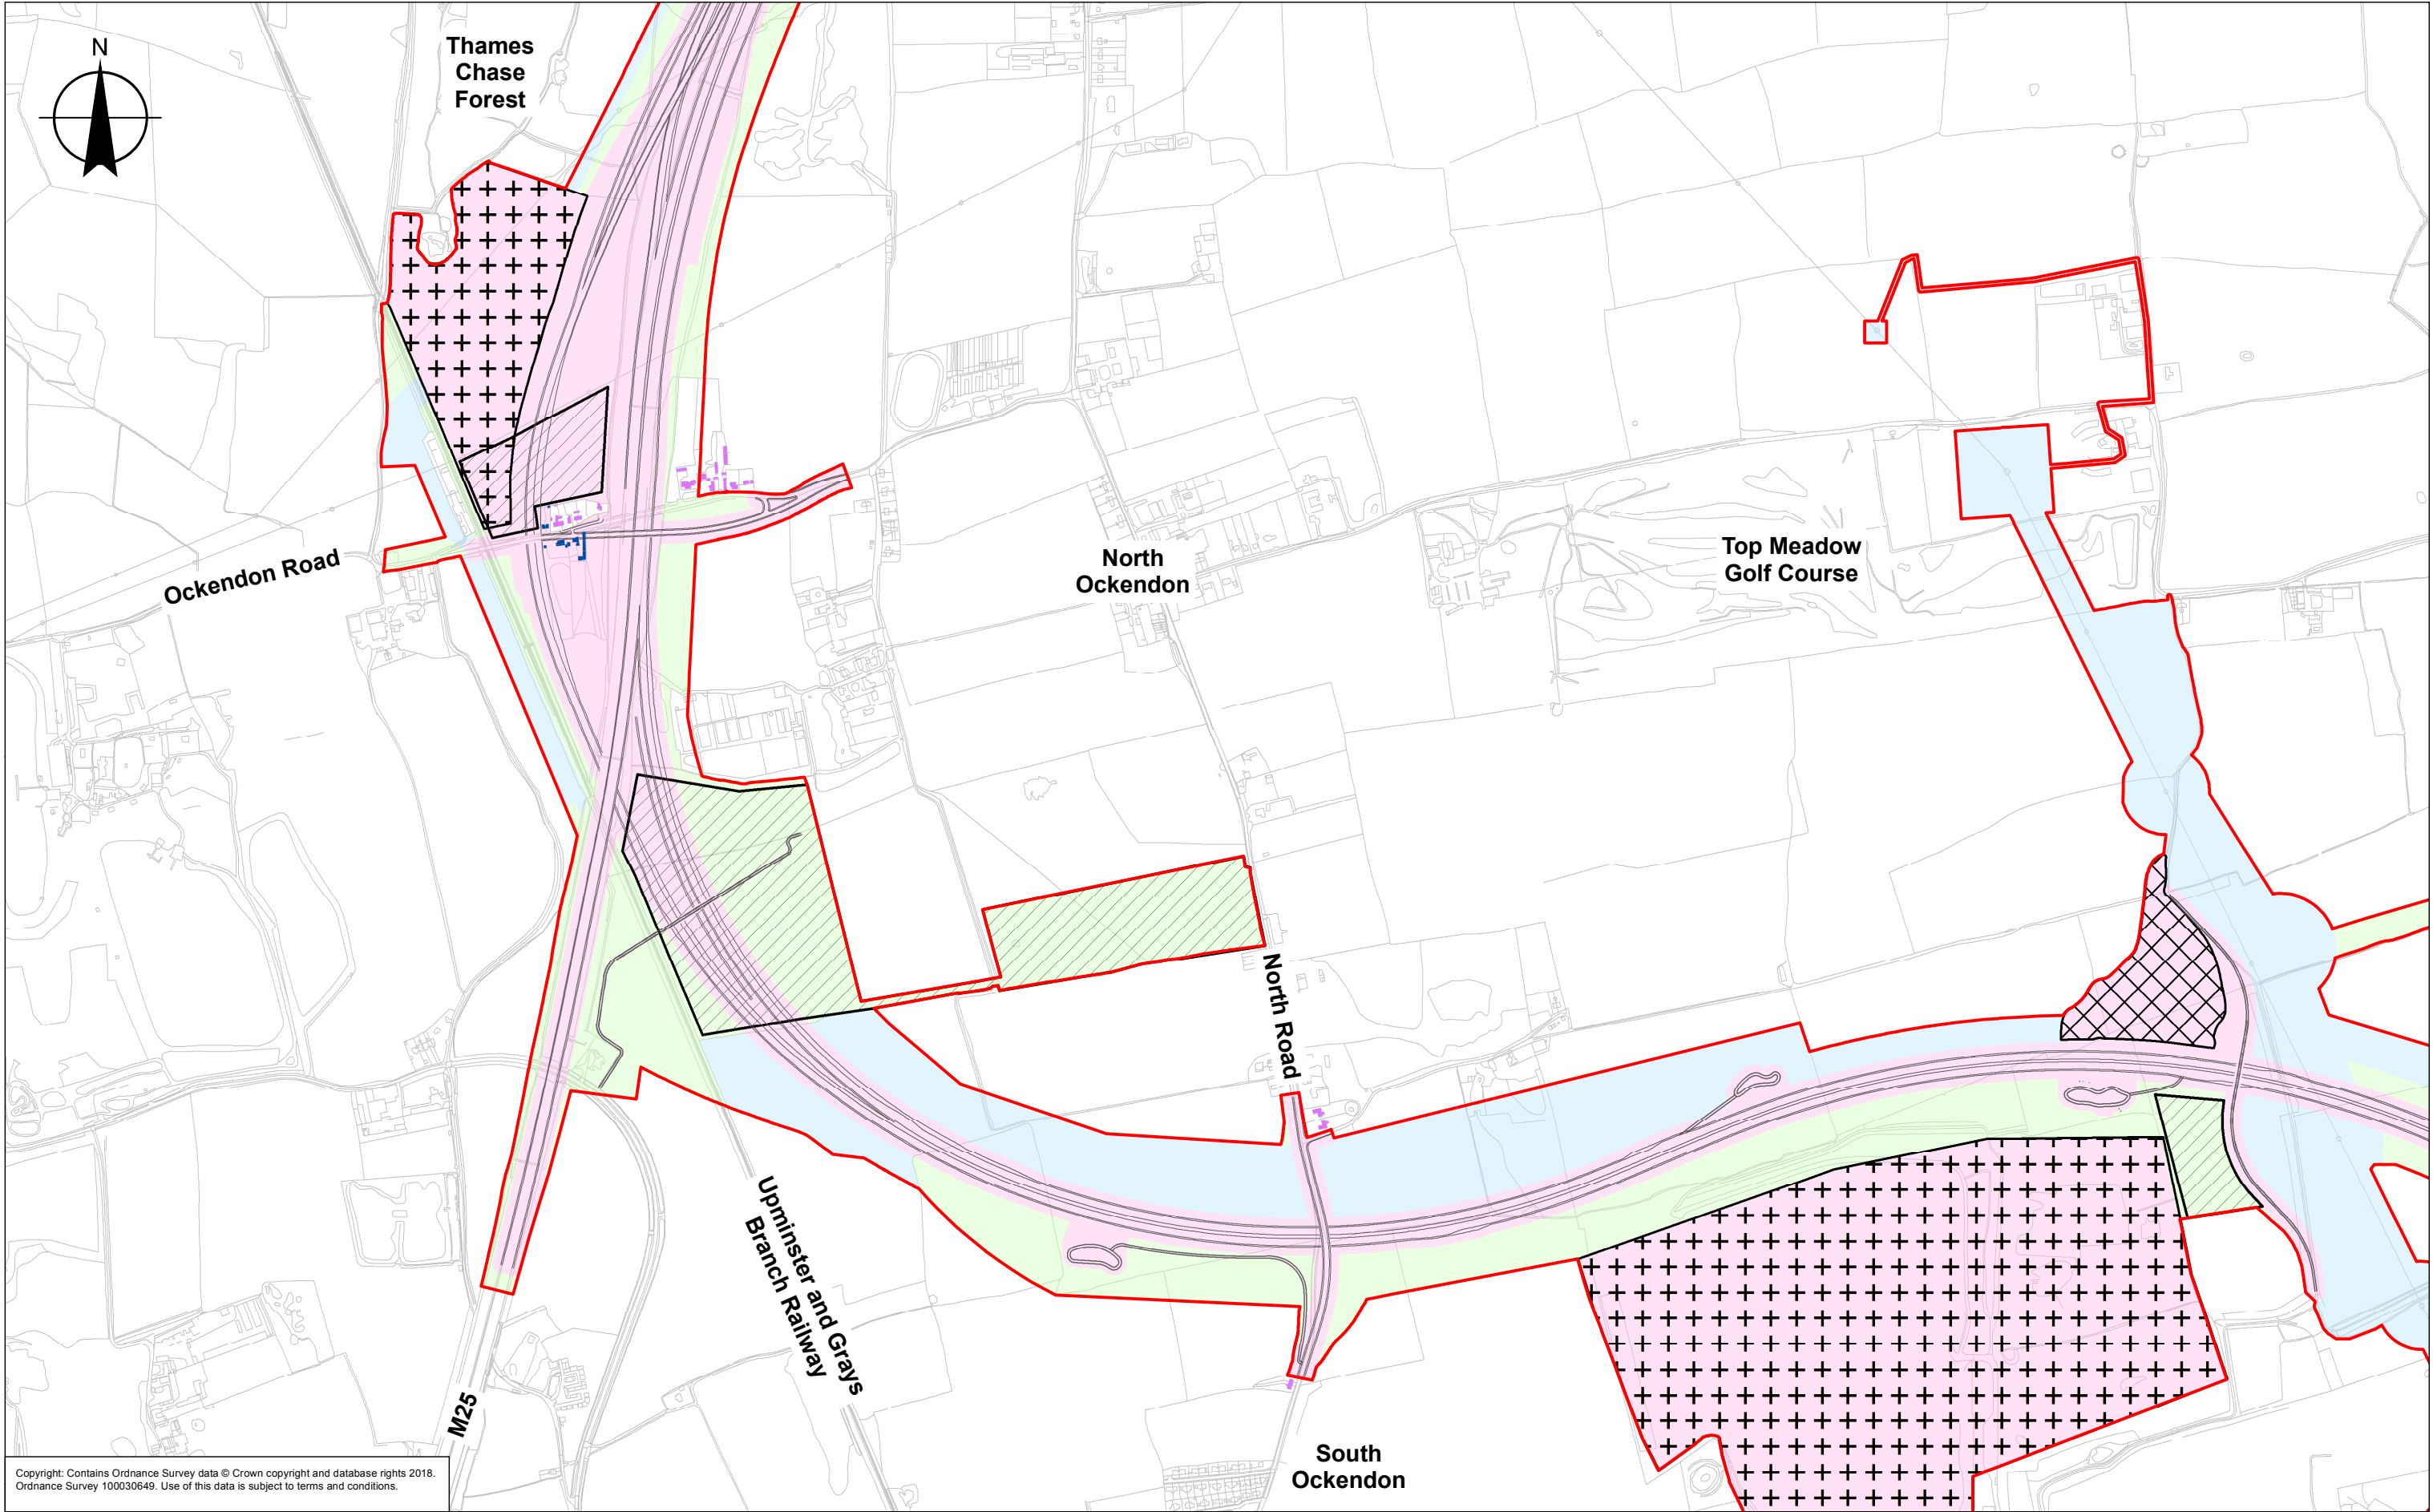 N
Thames
Chase
Forest
Ockendon Road
North
Ockendon
Top Meadow
Golf Course
North Road
Upminster and Grays
Branch Railway
M25
South
Ockendon
Copyright: Contains Ordnance Survey data © Crown copyright and database rights 2018.
Ordnance Survey 100030649. Use of this data is subject to terms and conditions.